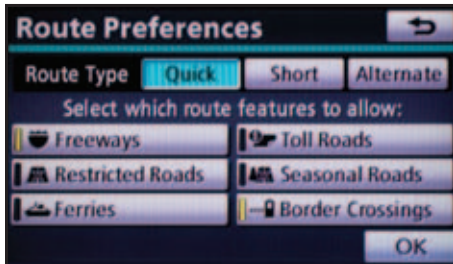 Route Preferences
Route Type Quick Short Alternate
Select which route features to allow:
Freeways Toll Roads
Restricted Roads Seasonal Roads
Ferries Border Crossings
OK